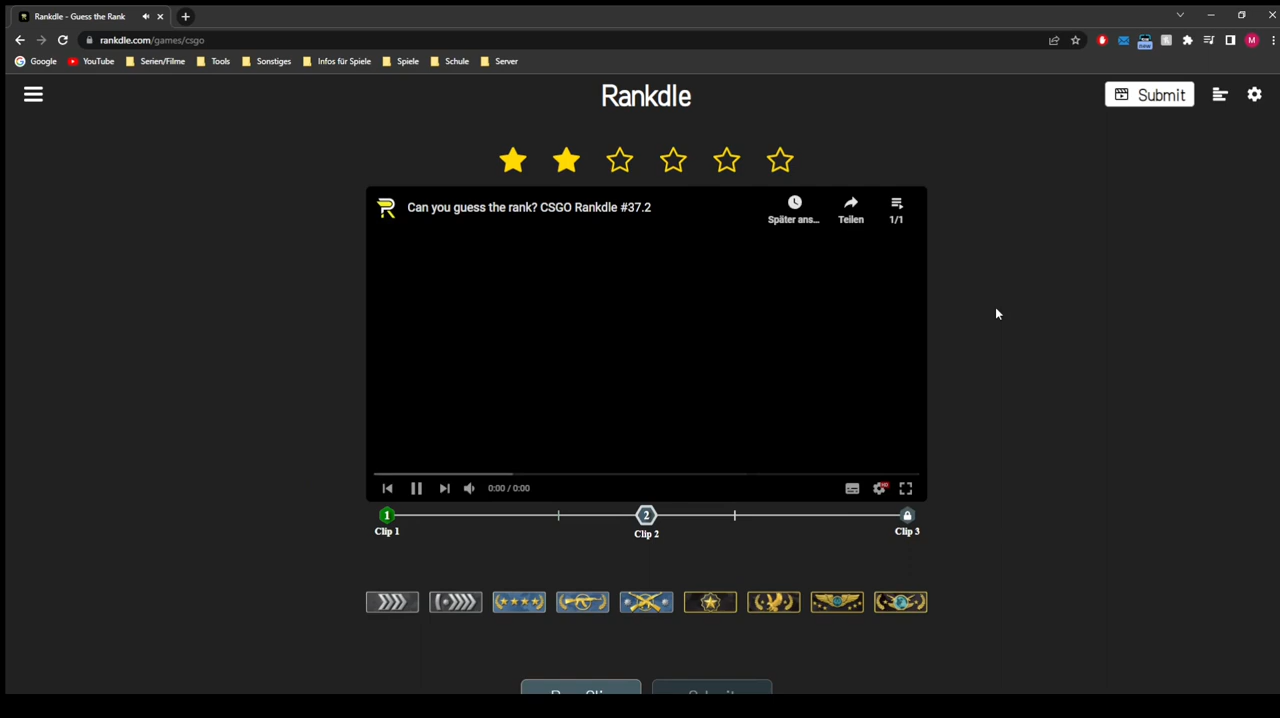 Rankdle - Guess the Rank
rankdle.com/games/csgo
Google YouTube Serien/Filme Tools Sonstiges Infos für Spiele Spiele Schule Server
Rankdle
Submit
Can you guess the rank? CSGO Rankdle #37.2
Später ans...
Teilen
1/1
0:00 / 0:00
1
2
Clip 1
Clip 2
Clip 3